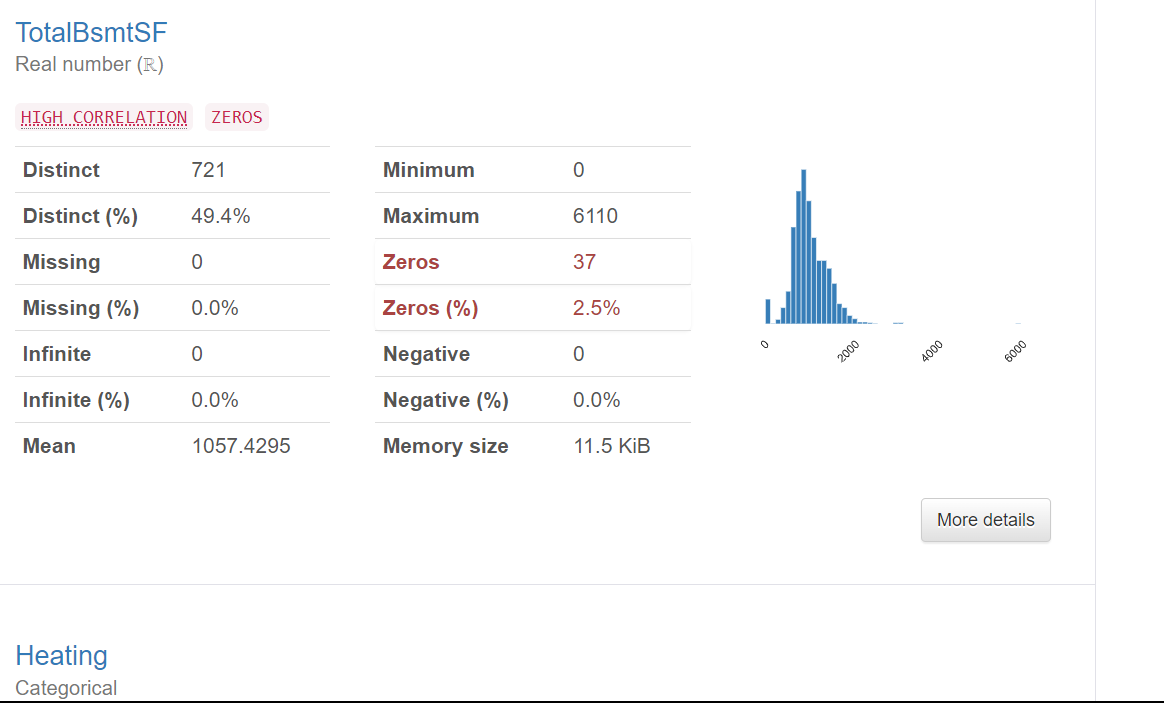 TotalBsmtSF
Real number (ℝ)
HIGH CORRELATION ZEROS
Distinct 721
Distinct (%) 49.4%
Missing 0
Missing (%) 0.0%
Infinite 0
Infinite (%) 0.0%
Mean 1057.4295
Minimum 0
Maximum 6110
Zeros 37
Zeros (%) 2.5%
Negative 0
Negative (%) 0.0%
Memory size 11.5 KiB
0 2000 4000 6000
More details
Heating
Categorical